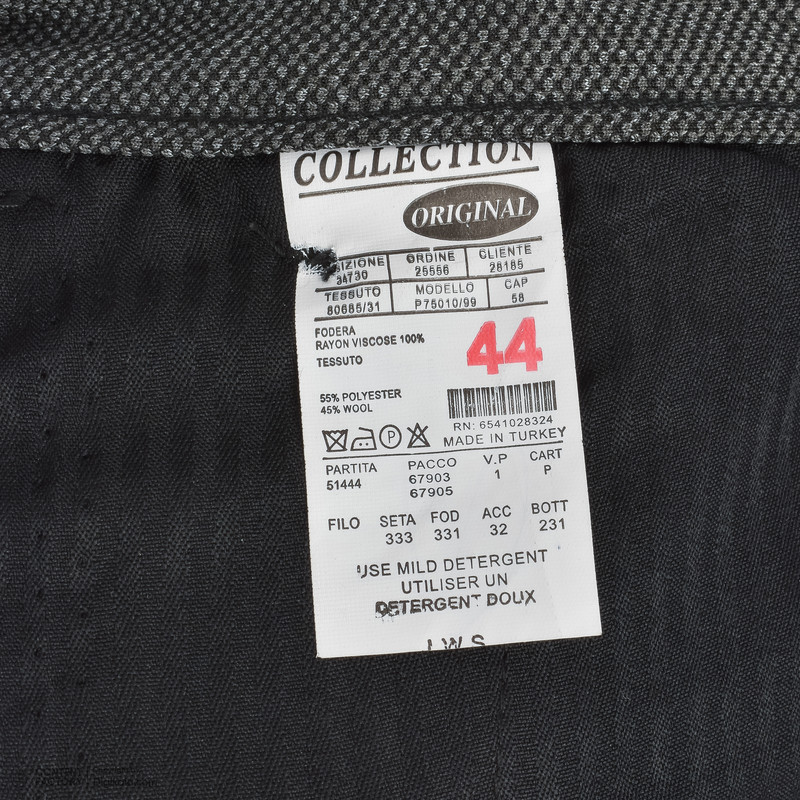 COLLECTION
ORIGINAL
ORDINE CLIENTE
34730 25556 28185
TESSUTO MODELLO CAP
80685/31 P75010/99 58
FODERA
RAYON VISCOSE 100%
TESSUTO
44
55% POLYESTER
45% WOOL
RN: 6541028324
P
MADE IN TURKEY
PARTITA PACCO V.P CART
51444 67903 1 P
67905
FILO SETA FOD ACC BOTT
333 331 32 231
USE MILD DETERGENT
UTILISER UN
DETERGENT DOUX